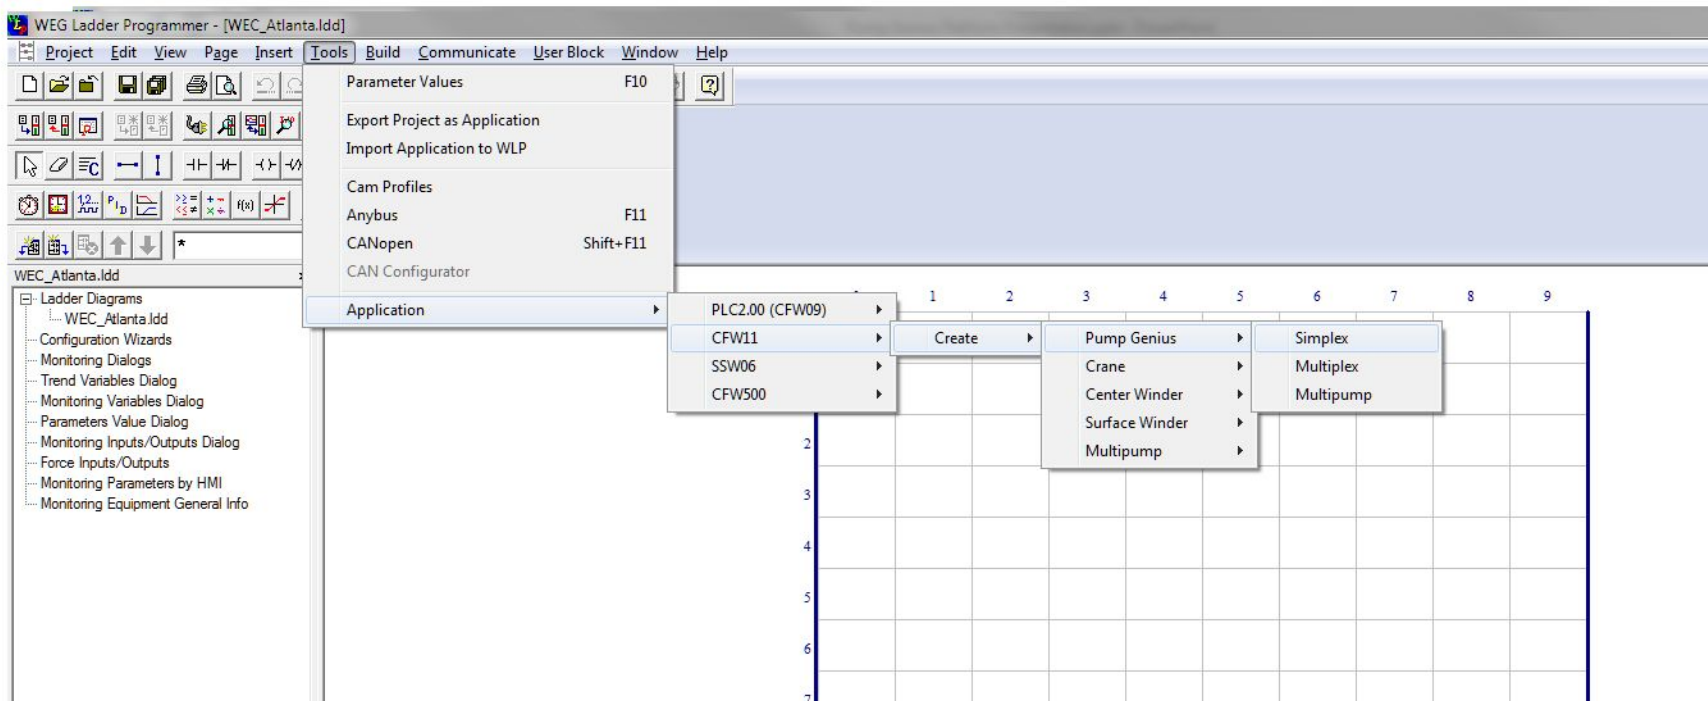 WEG Ladder Programmer - [WEC_Atlanta.ldd]
Project Edit View Page Insert Tools Build Communicate User Block Window Help
Parameter Values F10
Export Project as Application
Import Application to WLP
Cam Profiles
Anybus F11
CANopen Shift+F11
CAN Configurator
Application
PLC2.00 (CFW09)
CFW11
SSW06
CFW500
Create
Pump Genius
Crane
Center Winder
Surface Winder
Multipump
Simplex
Multiplex
Multipump
*
WEC_Atlanta.ldd
Ladder Diagrams
WEC_Atlanta.ldd
Configuration Wizards
Monitoring Dialogs
Trend Variables Dialog
Monitoring Variables Dialog
Parameters Value Dialog
Monitoring Inputs/Outputs Dialog
Force Inputs/Outputs
Monitoring Parameters by HMI
Monitoring Equipment General Info
1 2 3 4 5 6 7 8 9
2
3
4
5
6
7